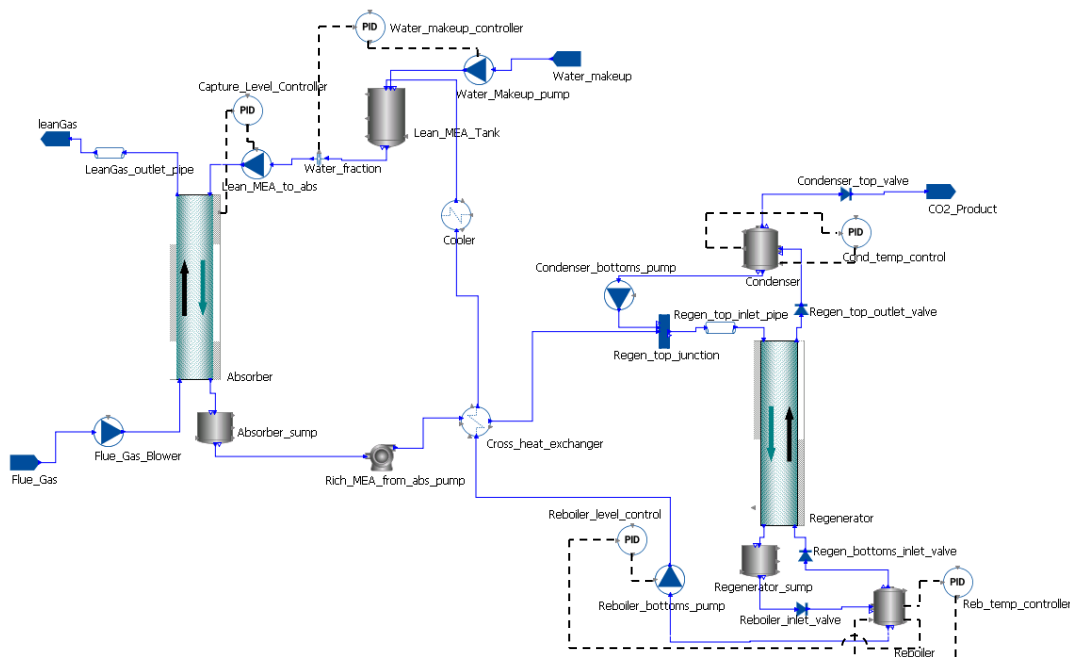 PID
Water_makeup_controller
Water_makeup
Water_Makeup_pump
Capture_Level_Controller
PID
Lean_MEA_Tank
leanGas
LeanGas_outlet_pipe
Water_fraction
Lean_MEA_to_abs
Condenser_top_valve
CO2_Product
PID
Cooler
Cond_temp_control
Condenser_bottoms_pump
Condenser
Regen_top_inlet_pipe
Regen_top_outlet_valve
Regen_top_junction
Absorber
Absorber_sump
Cross_heat_exchanger
Flue_Gas_Blower
Flue_Gas
Rich_MEA_from_abs_pump
Reboiler_level_control
PID
Regenerator
Regen_bottoms_inlet_valve
Regenerator_sump
PID
Reb_temp_controller
Reboiler_bottoms_pump
Reboiler_inlet_valve
Reboiler